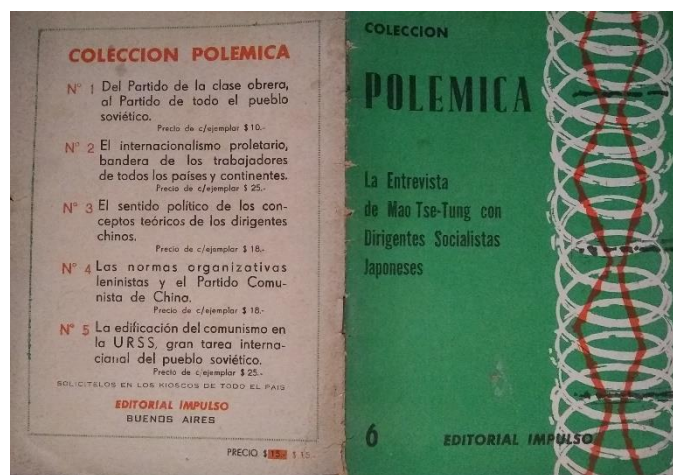 COLECCION POLEMICA
Nº 1 Del Partido de la clase obrera,
al Partido de todo el pueblo
soviético.
Precio de c/ejemplar $ 10.-
Nº 2 El internacionalismo proletario,
bandera de los trabajadores
de todos los países y continentes.
Precio de c/ejemplar $ 25.-
Nº 3 El sentido político de los con-
ceptos teóricos de los dirigentes
chinos.
Precio de c/ejemplar $ 18.-
Nº 4 Las normas organizativas
leninistas y el Partido Comu-
nista de China.
Precio de c/ejemplar $ 18.-
Nº 5 La edificación del comunismo en
la URSS, gran tarea interna-
cional del pueblo soviético.
Precio de c/ejemplar $ 25.-
SOLICITELOS EN LOS KIOSCOS DE TODO EL PAIS
EDITORIAL IMPULSO
BUENOS AIRES
PRECIO $ 15.- $ 15.-
COLECCION
POLEMICA
La Entrevista
de Mao Tse-Tung con
Dirigentes Socialistas
Japoneses
6 EDITORIAL IMPULSO